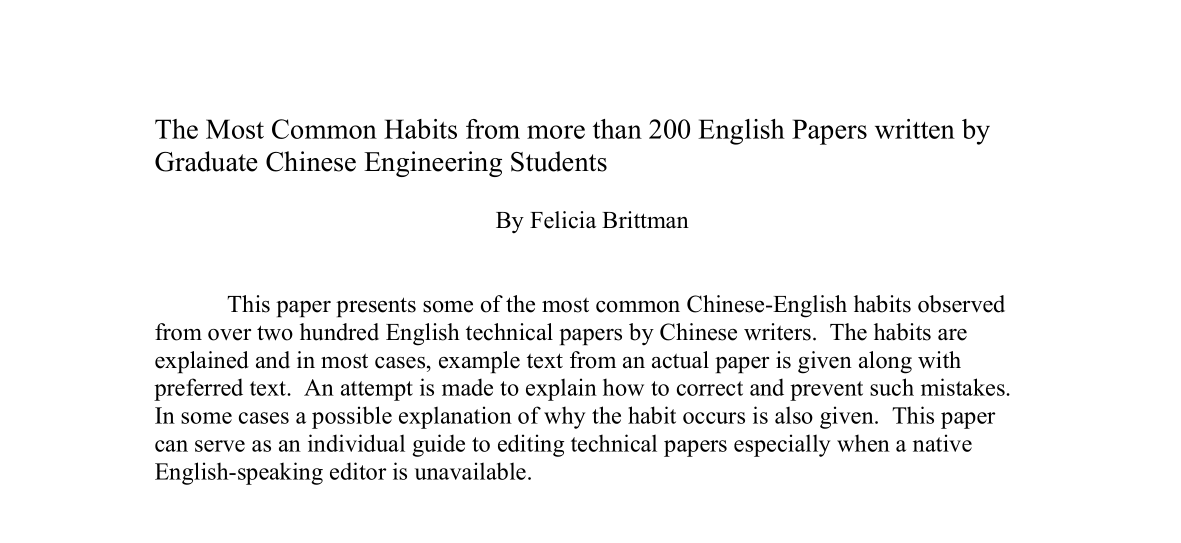 The Most Common Habits from more than 200 English Papers written by
Graduate Chinese Engineering Students
By Felicia Brittman
This paper presents some of the most common Chinese-English habits observed
from over two hundred English technical papers by Chinese writers.  The habits are
explained and in most cases, example text from an actual paper is given along with
preferred text.  An attempt is made to explain how to correct and prevent such mistakes.
In some cases a possible explanation of why the habit occurs is also given.  This paper
can serve as an individual guide to editing technical papers especially when a native
English-speaking editor is unavailable.